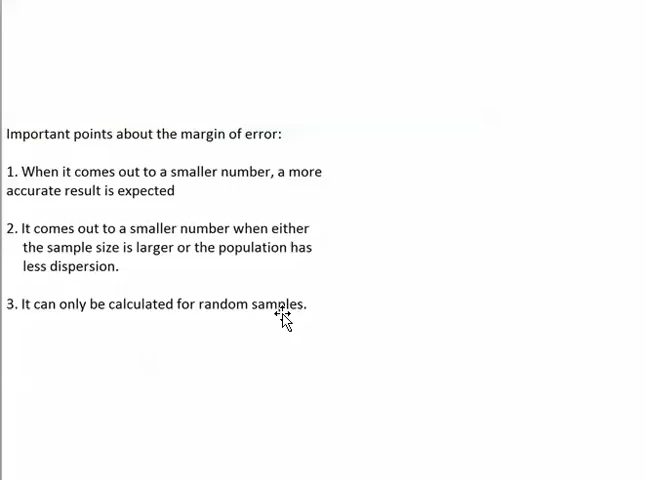 Important points about the margin of error:
1. When it comes out to a smaller number, a more
accurate result is expected
2. It comes out to a smaller number when either
the sample size is larger or the population has
less dispersion.
3. It can only be calculated for random samples.